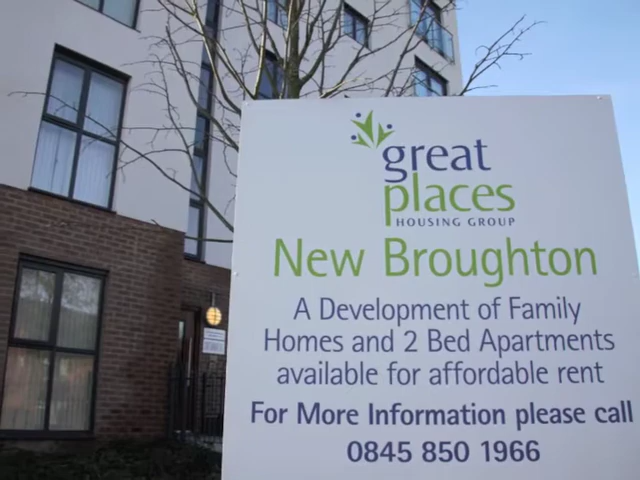 great
places
HOUSING GROUP
New Broughton
A Development of Family
Homes and 2 Bed Apartments
available for affordable rent
For More Information please call
0845 850 1966